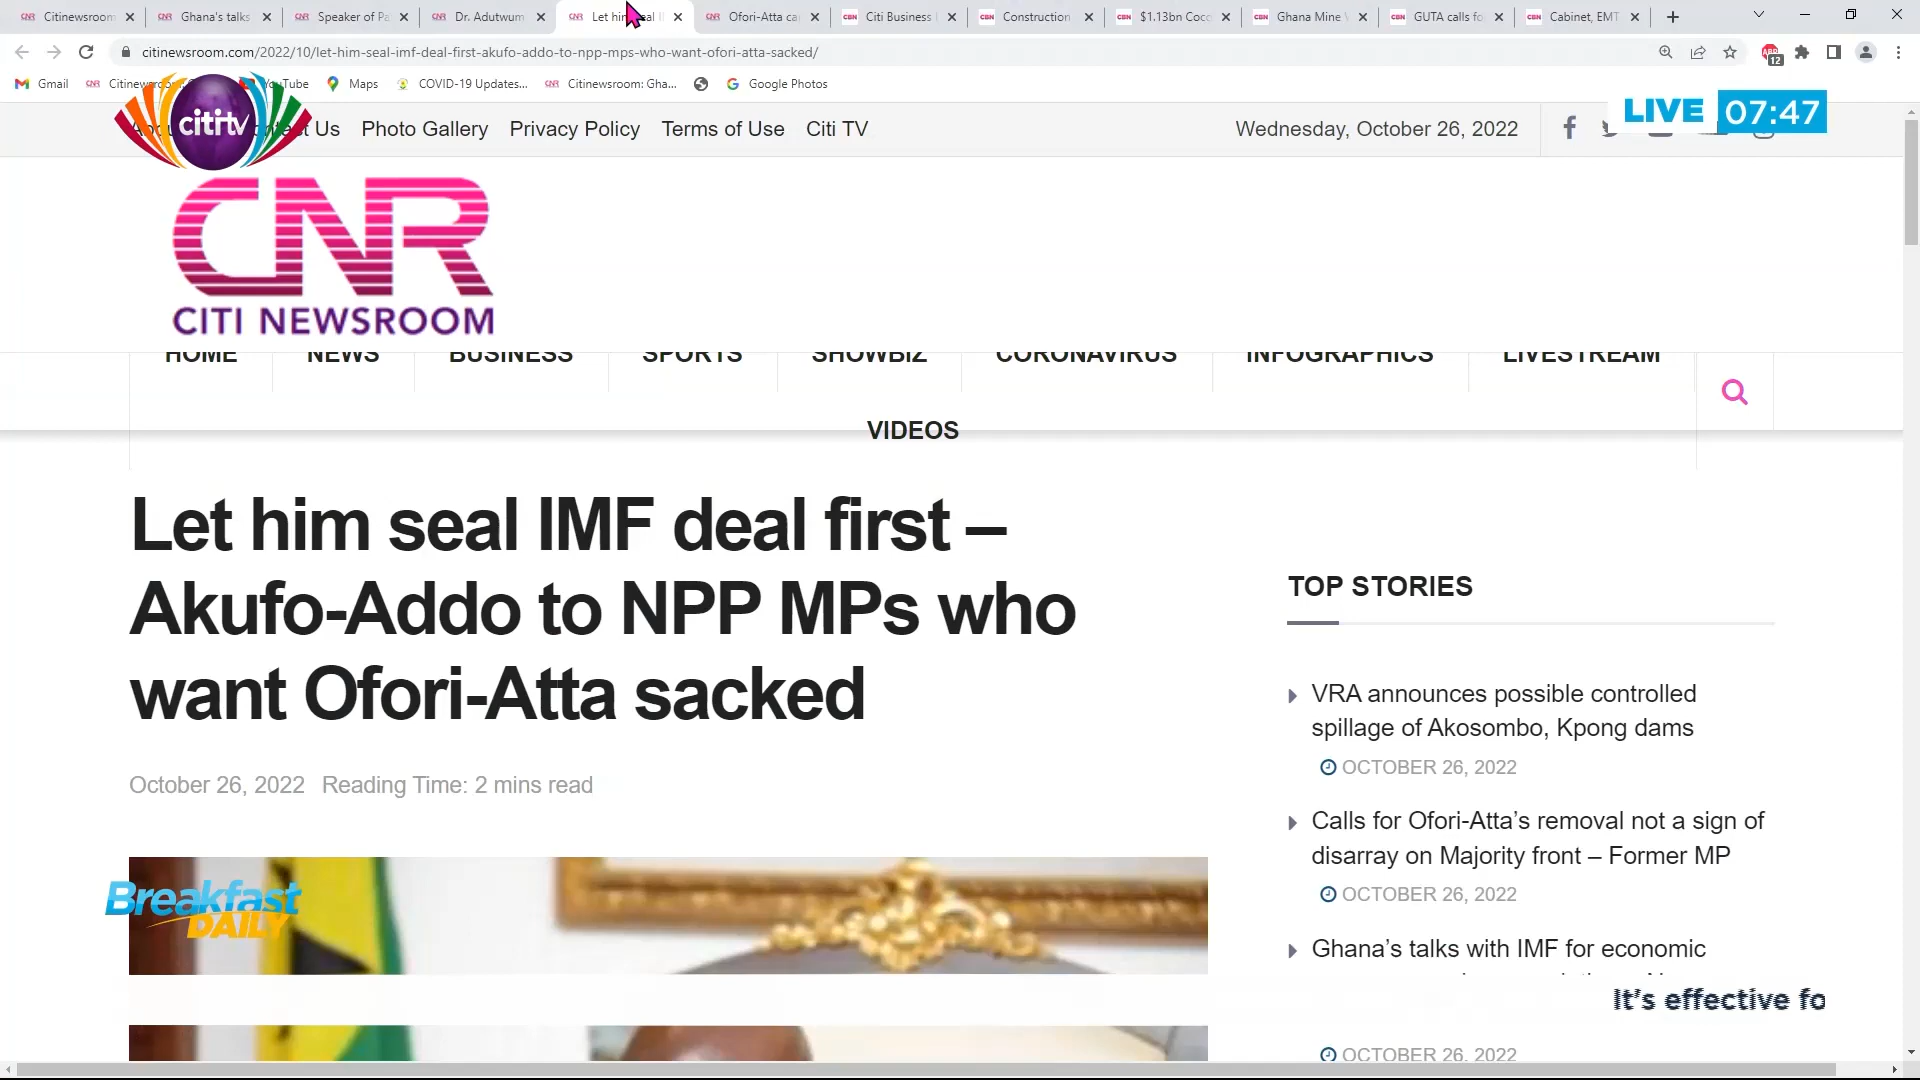 Citinewsroom
Ghana's talks
Speaker of Pa
Dr. Adutwum
Let him seal I
Ofori-Atta ca
Citi Business
Construction
$1.13bn Coco
Ghana Mine
GUTA calls fo
Cabinet, EMT
citinewsroom.com/2022/10/let-him-seal-imf-deal-first-akufo-addo-to-npp-mps-who-want-ofori-atta-sacked/
12
Gmail
YouTube
Maps
COVID-19 Updates...
Citinewsroom: Gha...
Google Photos
cititv
Us
Photo Gallery
Privacy Policy
Terms of Use
Citi TV
Wednesday, October 26, 2022
LIVE 07:47
CNR
CITI NEWSROOM
HOME
NEWS
BUSINESS
SPORTS
SHOWBIZ
CORONAVIRUS
INFOGRAPHICS
LIVESTREAM
VIDEOS
Let him seal IMF deal first –
Akufo-Addo to NPP MPs who
want Ofori-Atta sacked
October 26, 2022 Reading Time: 2 mins read
TOP STORIES
VRA announces possible controlled
spillage of Akosombo, Kpong dams
OCTOBER 26, 2022
Calls for Ofori-Atta’s removal not a sign of
disarray on Majority front – Former MP
OCTOBER 26, 2022
Ghana’s talks with IMF for economic
OCTOBER 26, 2022
Breakfast
DAILY
It’s effective fo